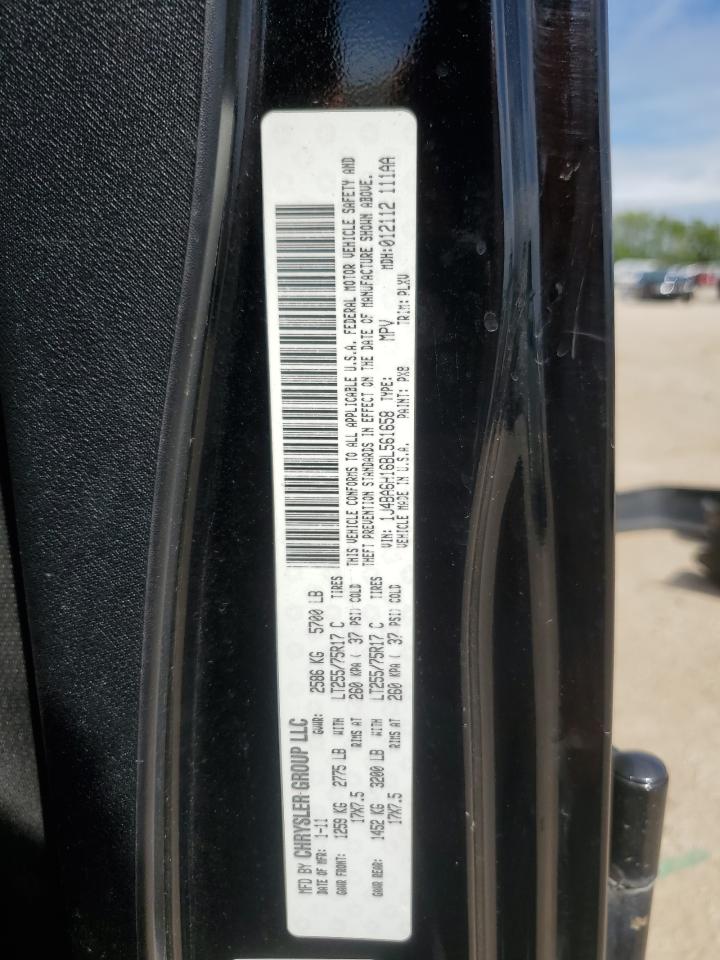 MFD BY CHRYSLER GROUP LLC
DATE OF MFR: 1-11 GVWR: 2586 KG 5700 LB
GAWR FRONT: 1259 KG 2775 LB WITH LT255/75R17 C TIRES
17X7.5 RIMS AT 260 KPA ( 37 PSI) COLD
GAWR REAR: 1452 KG 3200 LB WITH LT255/75R17 C TIRES
17X7.5 RIMS AT 260 KPA ( 37 PSI) COLD
THIS VEHICLE CONFORMS TO ALL APPLICABLE U.S.A. FEDERAL MOTOR VEHICLE SAFETY AND
THEFT PREVENTION STANDARDS IN EFFECT ON THE DATE OF MANUFACTURE SHOWN ABOVE.
VIN: 1J4BA6H16BL561658 TYPE: MPV MDH:012112 111AA
VEHICLE MADE IN U.S.A. PAINT: PX8 TRIM: PLXV